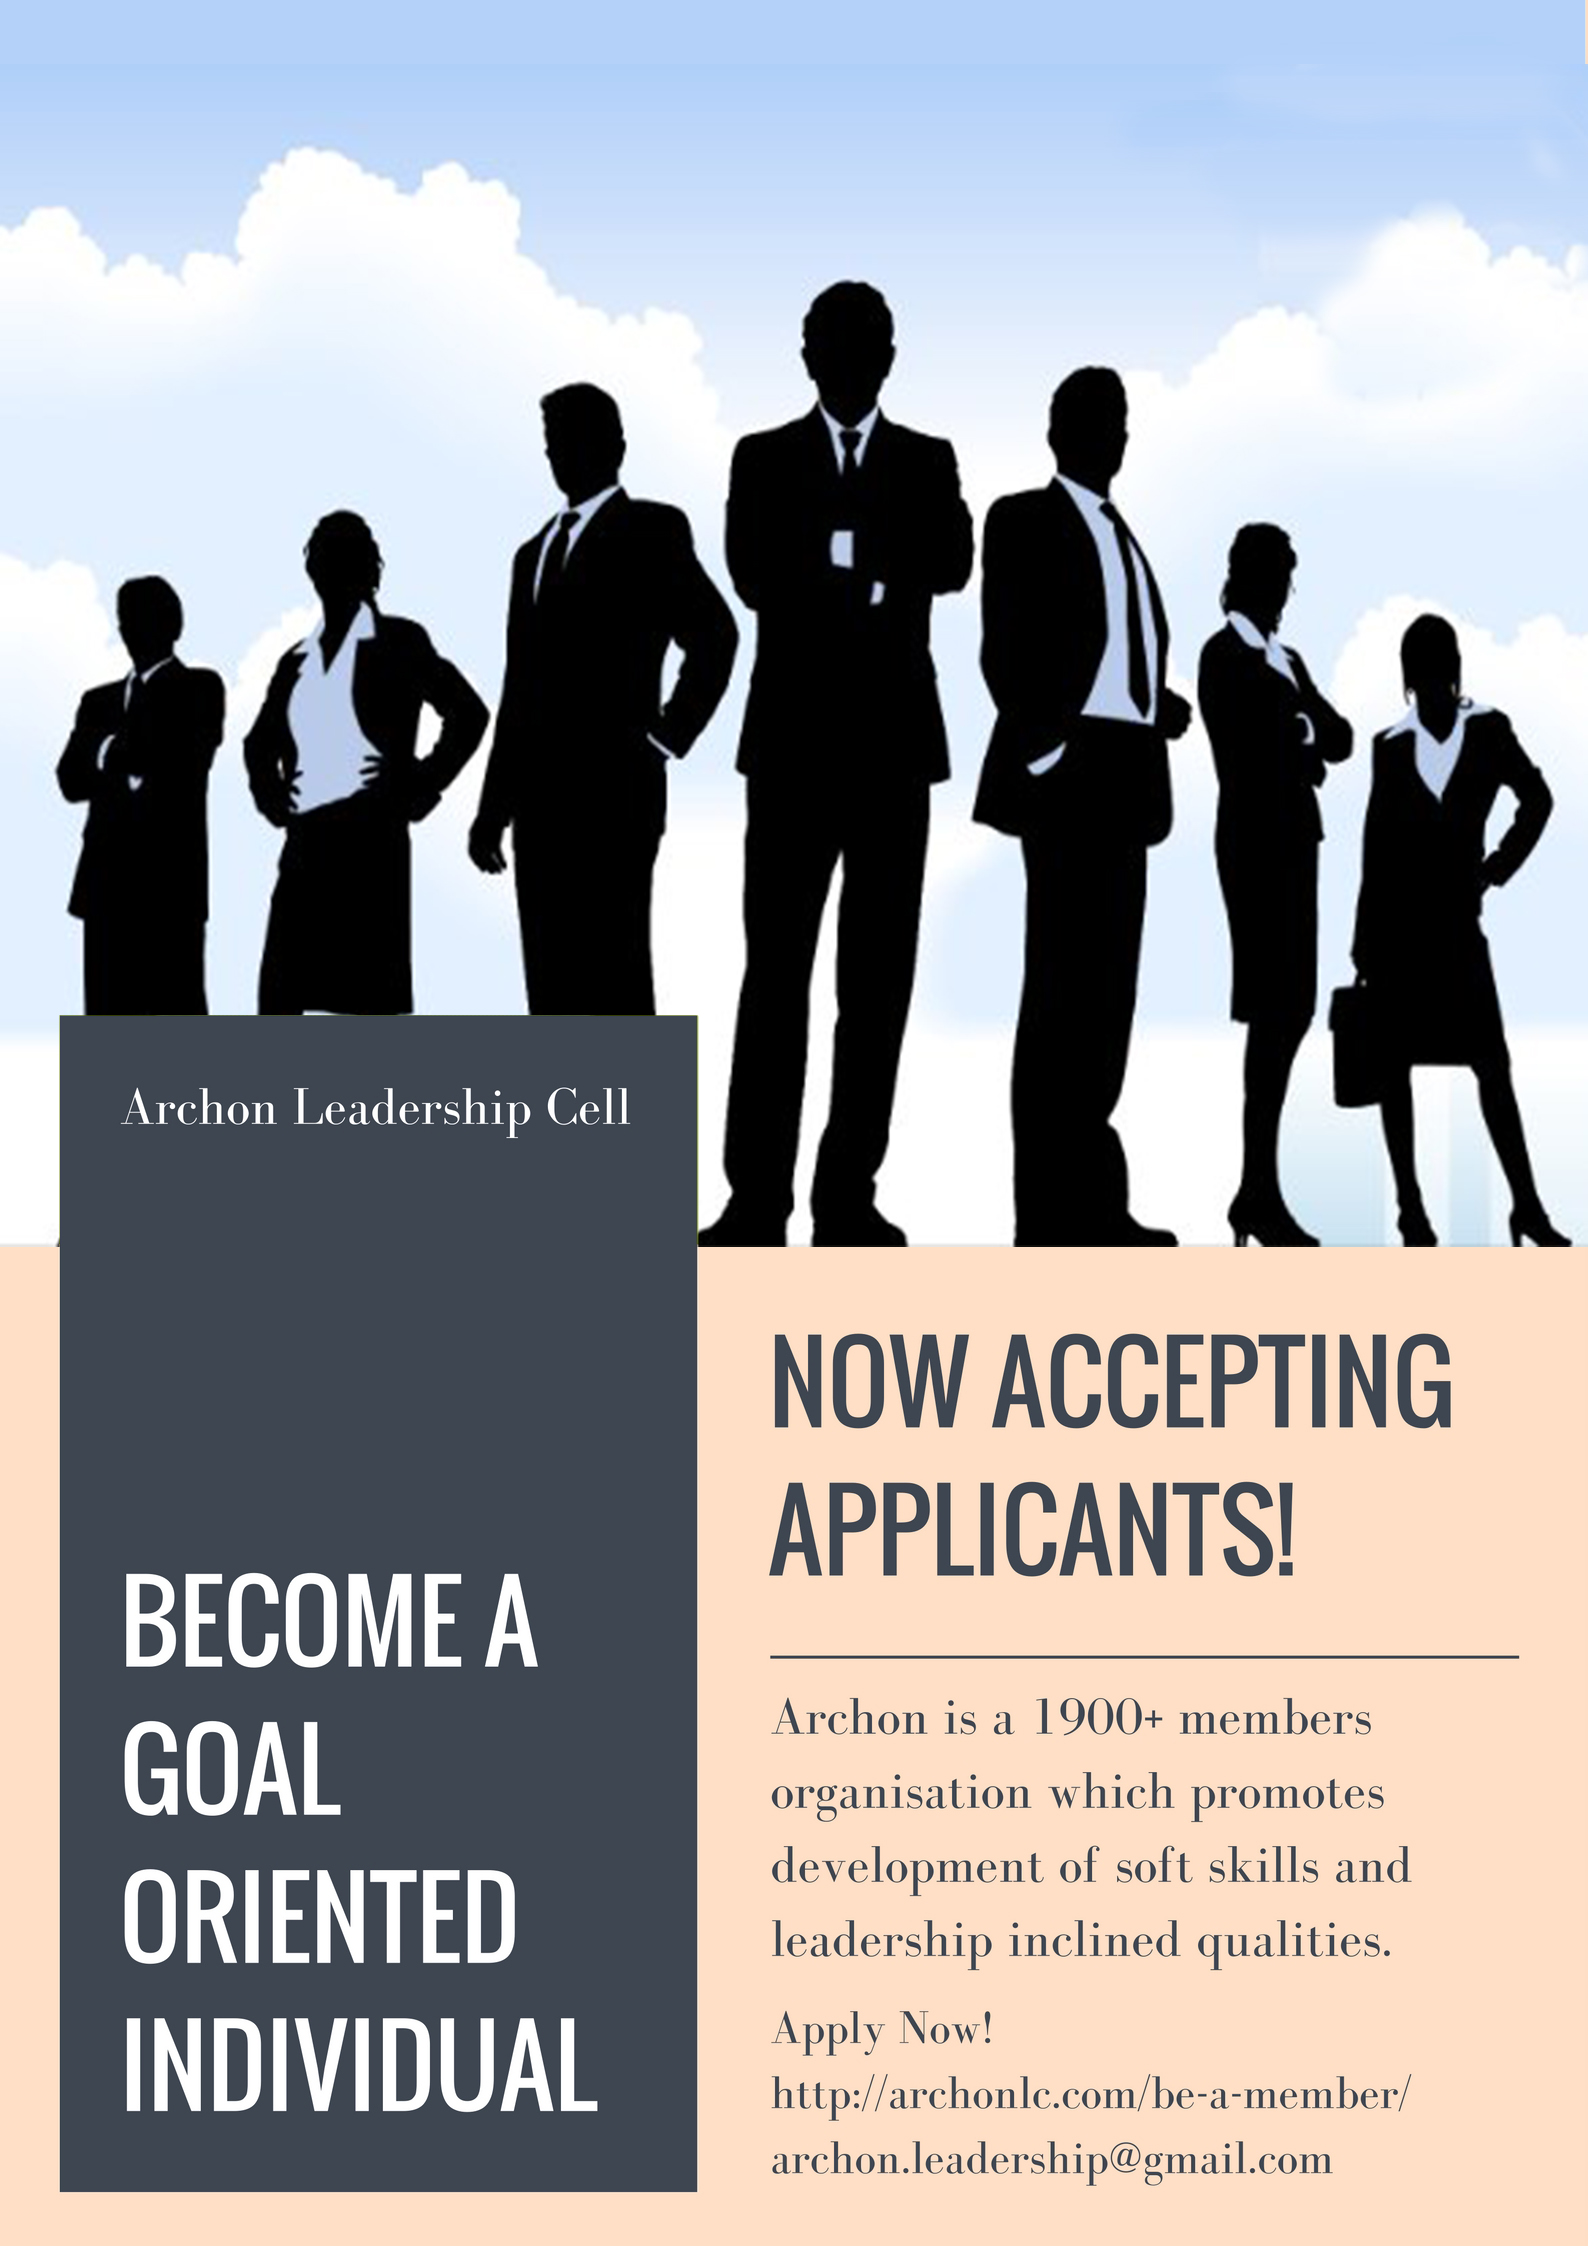 Archon Leadership Cell
BECOME A
GOAL
ORIENTED
INDIVIDUAL
NOW ACCEPTING
APPLICANTS!
Archon is a 1900+ members
organisation which promotes
development of soft skills and
leadership inclined qualities.
Apply Now!
http://archonlc.com/be-a-member/
archon.leadership@gmail.com